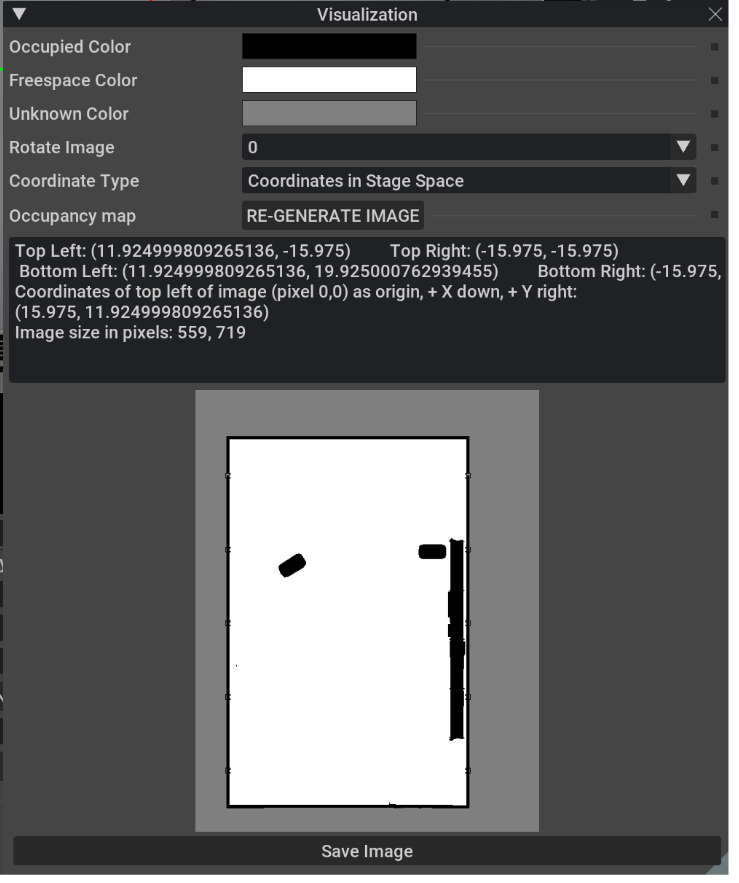 Visualization
Occupied Color
Freespace Color
Unknown Color
Rotate Image 0
Coordinate Type Coordinates in Stage Space
Occupancy map RE-GENERATE IMAGE
Top Left: (11.924999809265136, -15.975) Top Right: (-15.975, -15.975)
Bottom Left: (11.924999809265136, 19.925000762939455) Bottom Right: (-15.975,
Coordinates of top left of image (pixel 0,0) as origin, + X down, + Y right:
(15.975, 11.924999809265136)
Image size in pixels: 559, 719
Save Image